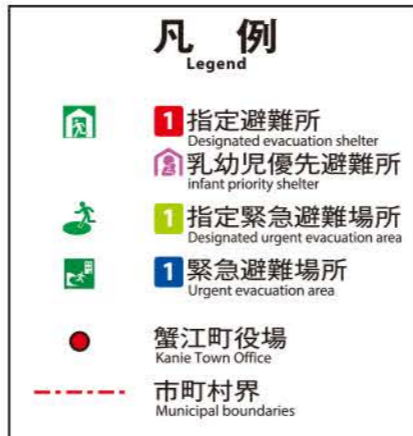 凡 例
Legend
1 指定避難所
Designated evacuation shelter
乳幼児優先避難所
infant priority shelter
1 指定緊急避難場所
Designated urgent evacuation area
1 緊急避難場所
Urgent evacuation area
蟹江町役場
Kanie Town Office
市町村界
Municipal boundaries